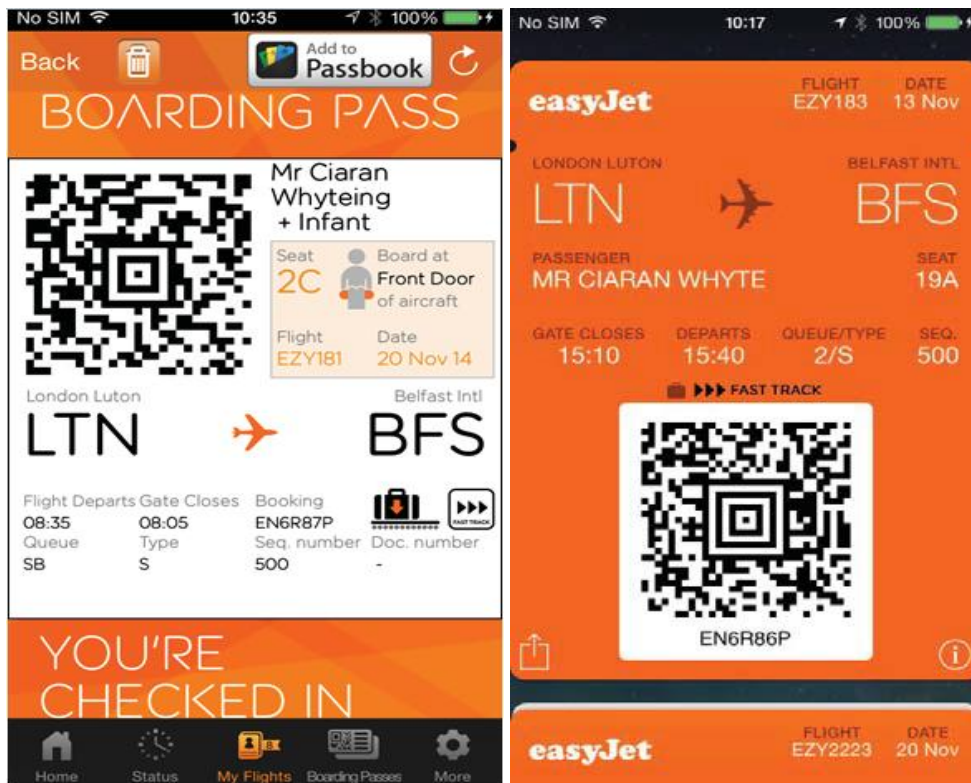 No SIM 10:35 100%
Back Add to Passbook
BOARDING PASS
Mr Ciaran
Whyteing
+ Infant
Seat Board at
2C Front Door
of aircraft
Flight Date
EZY181 20 Nov 14
London Luton Belfast Intl
LTN BFS
Flight Departs Gate Closes Booking
08:35 08:05 EN6R87P
FAST TRACK
Queue Type Seq. number Doc. number
SB S 500 -
YOU'RE
CHECKED IN
Home Status My Flights Boarding Passes More
No SIM 10:17 100%
easyJet
FLIGHT DATE
EZY183 13 Nov
LONDON LUTON BELFAST INTL
LTN BFS
PASSENGER SEAT
MR CIARAN WHYTE 19A
GATE CLOSES DEPARTS QUEUE/TYPE SEQ.
15:10 15:40 2/S 500
FAST TRACK
EN6R86P
easyJet
FLIGHT DATE
EZY2223 20 Nov